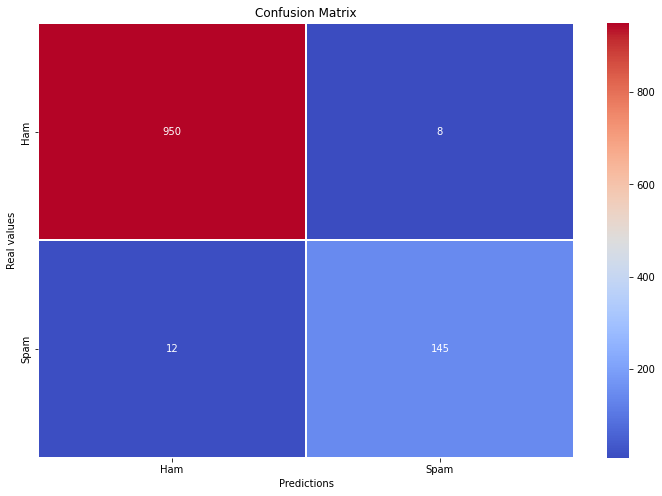 Confusion Matrix
Real values
Ham
950
8
Spam
12
145
Ham
Spam
Predictions
800
600
400
200